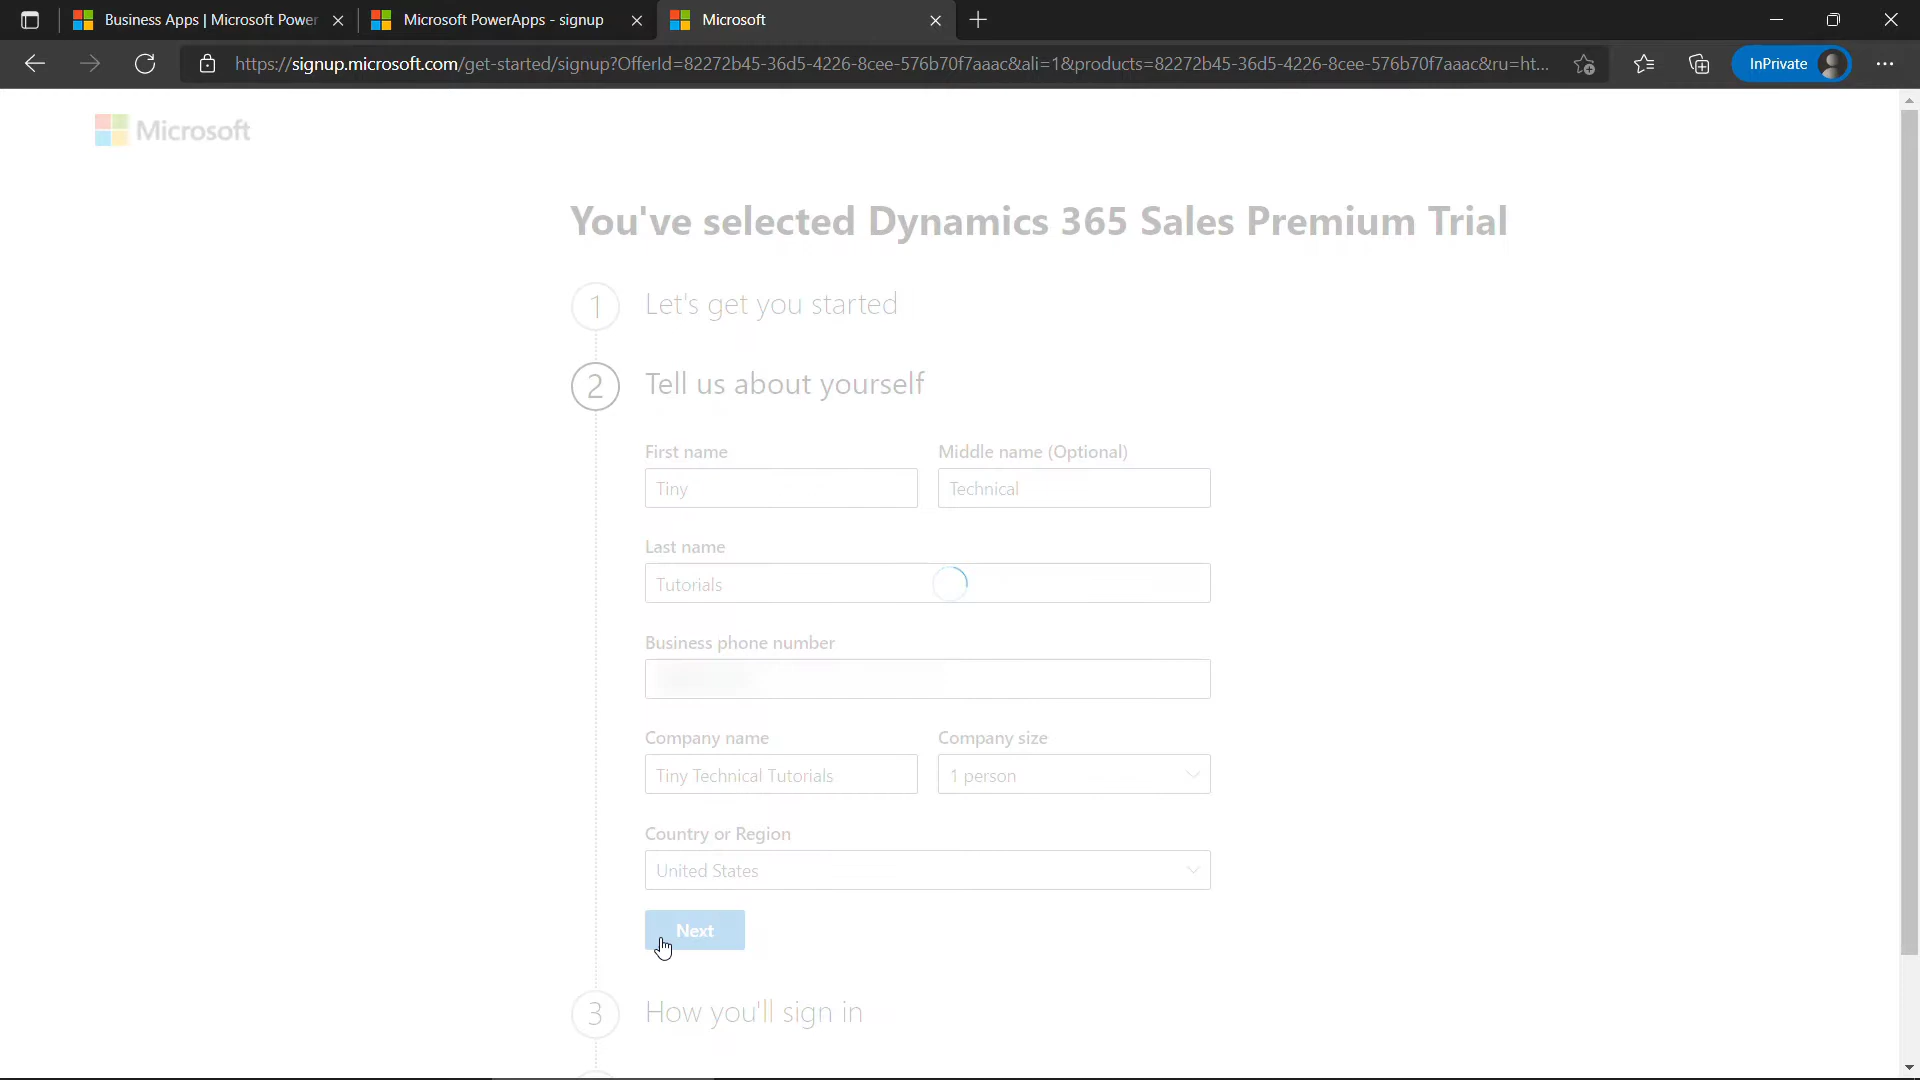 Business Apps | Microsoft Power
Microsoft PowerApps - signup
Microsoft
https://signup.microsoft.com/get-started/signup?OfferId=82272b45-36d5-4226-8cee-576b70f7aaac&ali=1&products=82272b45-36d5-4226-8cee-576b70f7aaac&ru=ht...
InPrivate
Microsoft
You've selected Dynamics 365 Sales Premium Trial
1 Let's get you started
2 Tell us about yourself
First name Middle name (Optional)
Tiny Technical
Last name
Tutorials
Business phone number
Company name Company size
Tiny Technical Tutorials 1 person
Country or Region
United States
Next
3 How you'll sign in